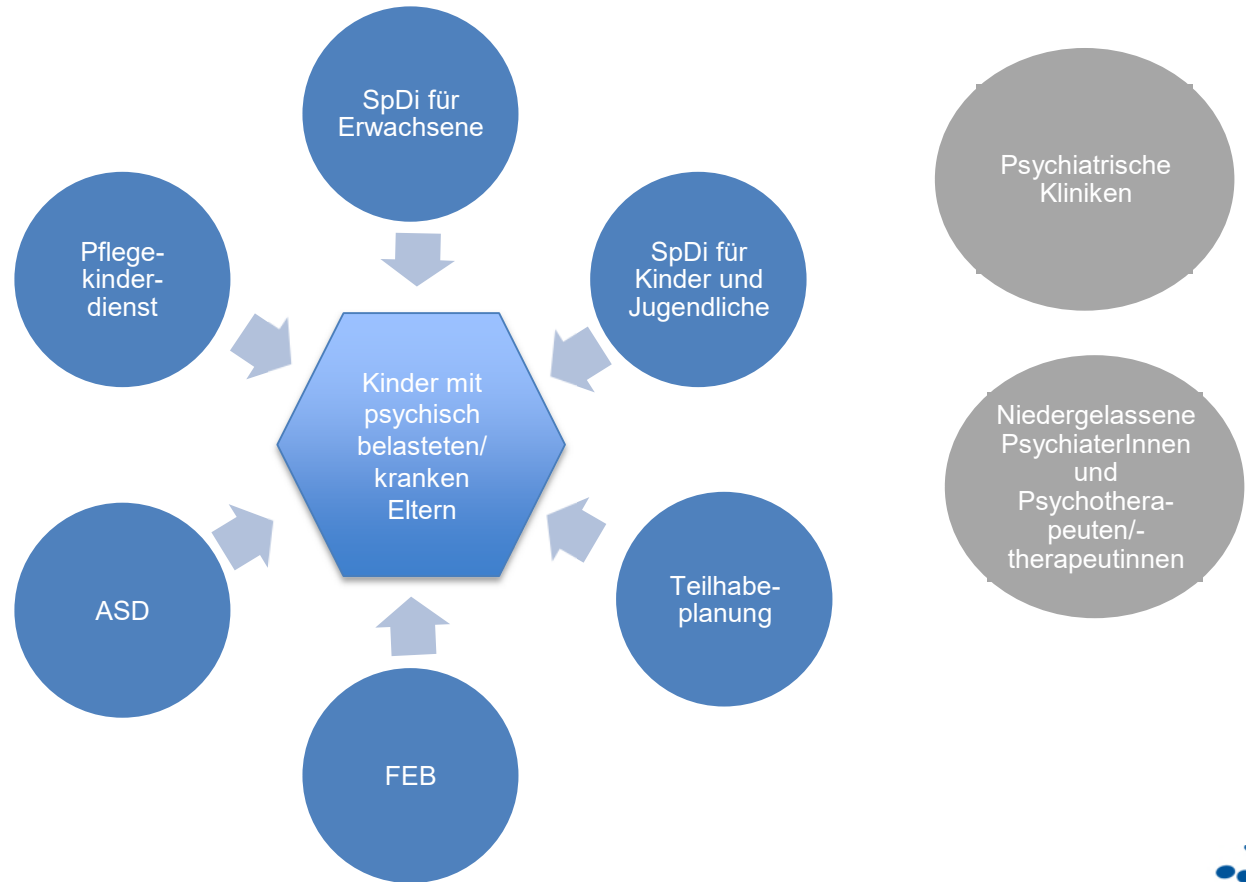 SpDi für
Erwachsene
Pflege-
kinder-
dienst
SpDi für
Kinder und
Jugendliche
Kinder mit
psychisch
belasteten/
kranken
Eltern
ASD
Teilhabe-
planung
FEB
Psychiatrische
Kliniken
Niedergelassene
PsychiaterInnen
und
Psychothera-
peuten/-
therapeutinnen